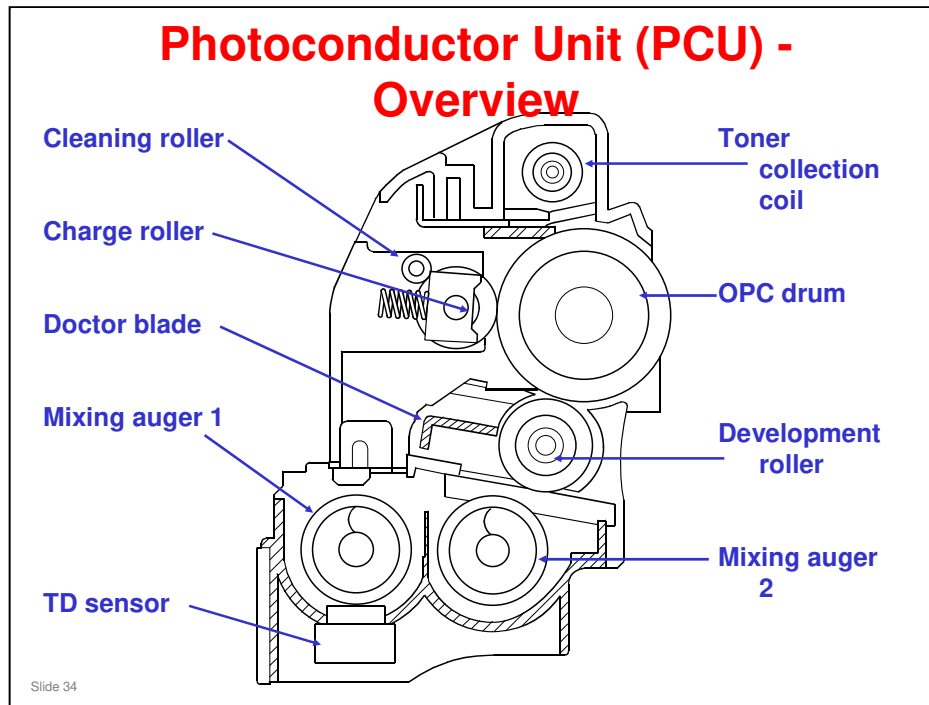 Photoconductor Unit (PCU) -
Overview
Cleaning roller
Charge roller
Doctor blade
Mixing auger 1
TD sensor
Toner
collection
coil
OPC drum
Development
roller
Mixing auger
2
Slide 34